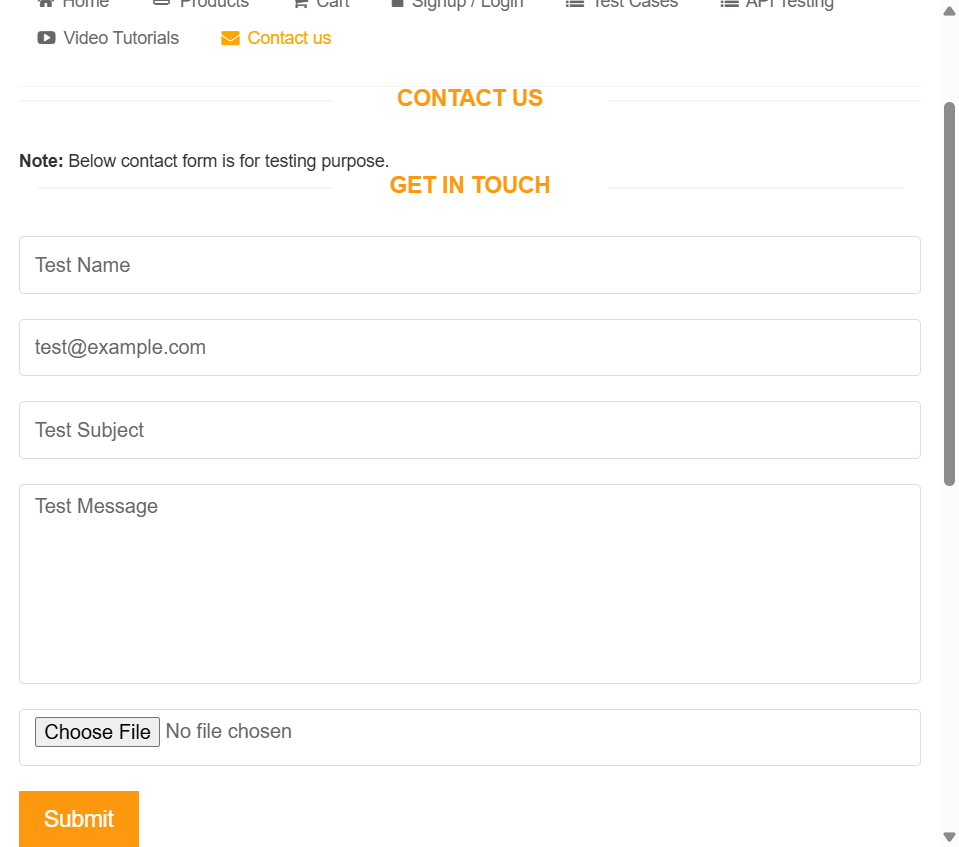 Home Products Cart Signup / Login Test Cases API Testing
Video Tutorials Contact us
CONTACT US
Note: Below contact form is for testing purpose.
GET IN TOUCH
Test Name
test@example.com
Test Subject
Test Message
Choose File No file chosen
Submit